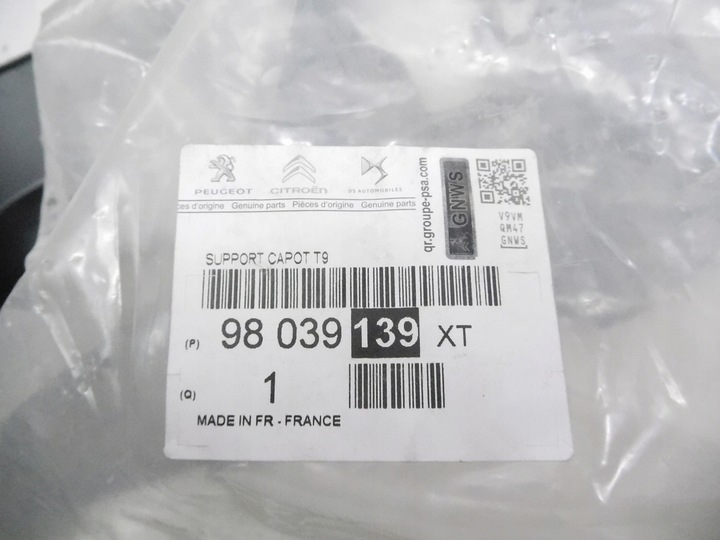 PEUGEOT CITROËN DS AUTOMOBILES
ces d'origine Genuine parts Pièces d'origine Genuine parts
qr.groupe-psa.com
GNWS
V9VM
QM47
GNWS
SUPPORT CAPOT T9
(P) 98 039 139 XT
(Q) 1
MADE IN FR - FRANCE